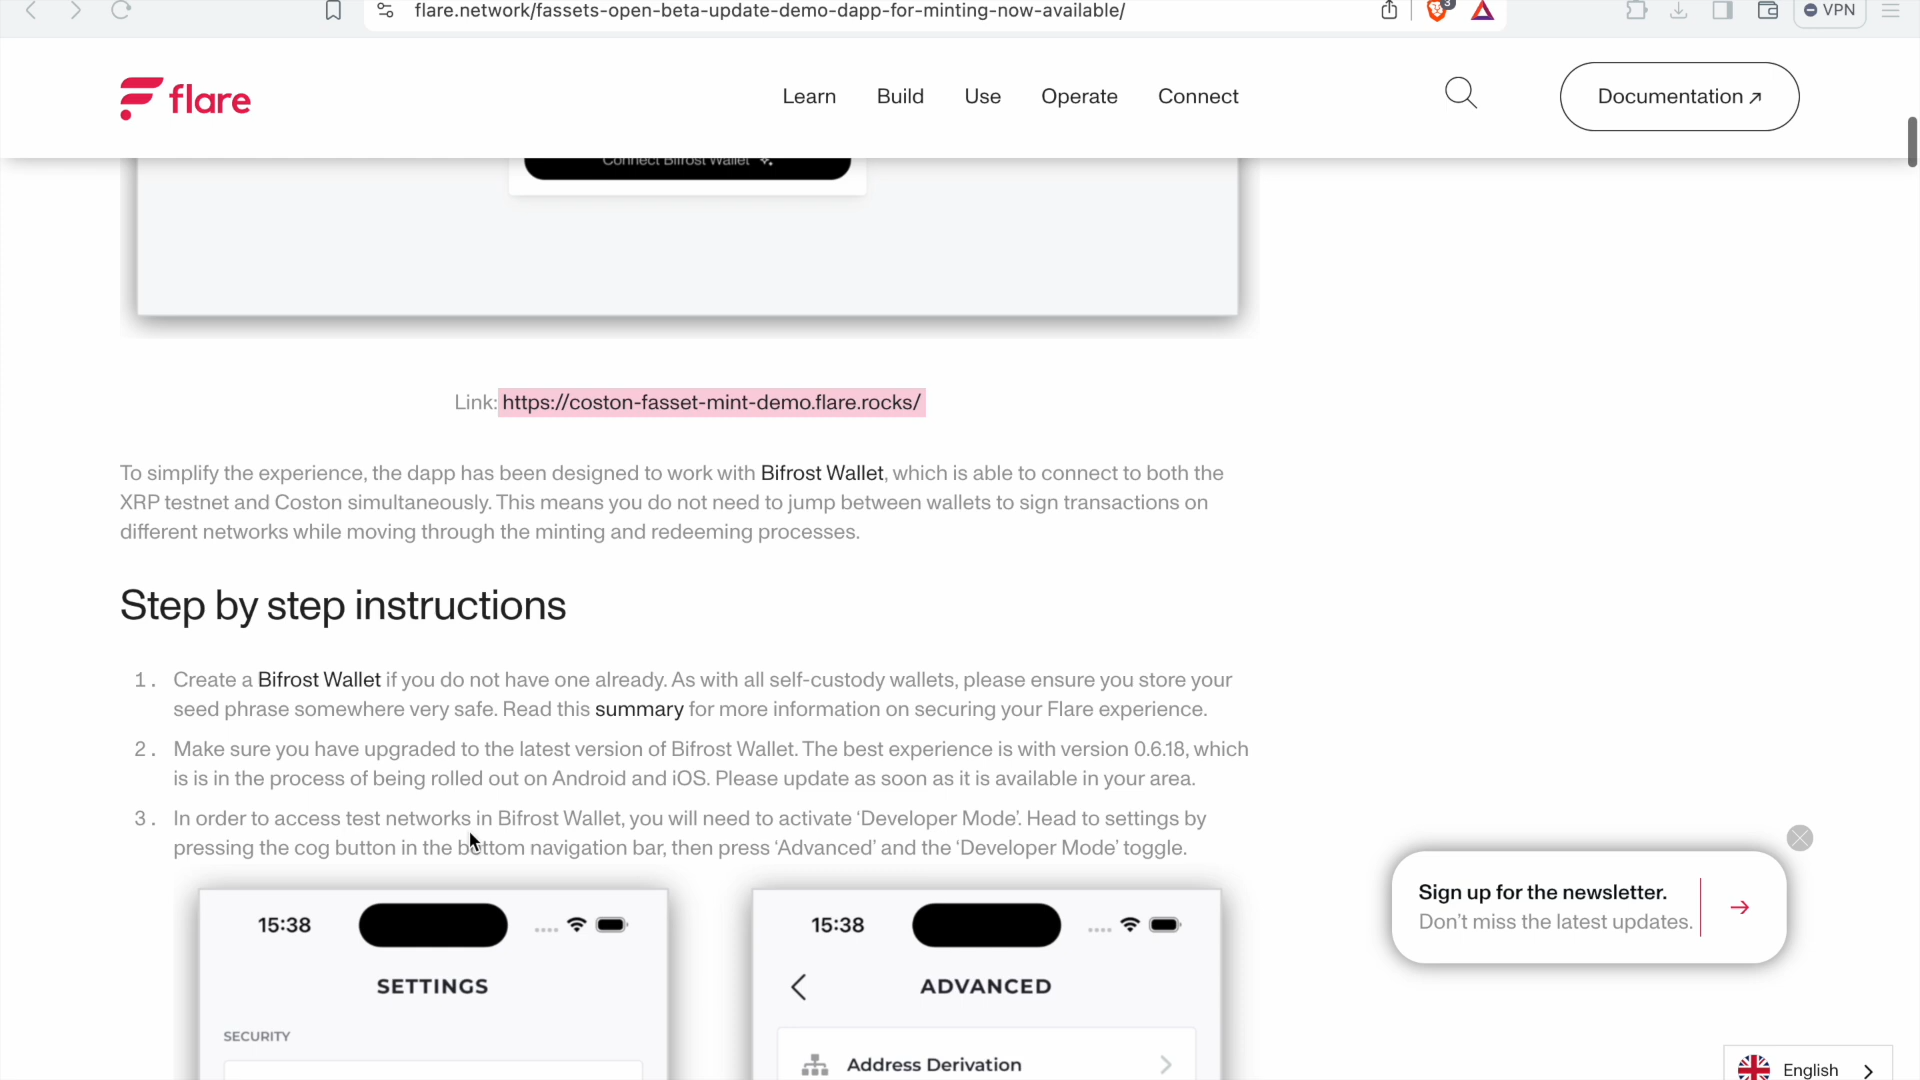 flare.network/fassets-open-beta-update-demo-dapp-for-minting-now-available/
3
VPN
flare
Learn
Build
Use
Operate
Connect
Documentation ↗
Connect Bifrost Wallet
Link: https://coston-fasset-mint-demo.flare.rocks/
To simplify the experience, the dapp has been designed to work with Bifrost Wallet, which is able to connect to both the
XRP testnet and Coston simultaneously. This means you do not need to jump between wallets to sign transactions on
different networks while moving through the minting and redeeming processes.
Step by step instructions
1. Create a Bifrost Wallet if you do not have one already. As with all self-custody wallets, please ensure you store your
seed phrase somewhere very safe. Read this summary for more information on securing your Flare experience.
2. Make sure you have upgraded to the latest version of Bifrost Wallet. The best experience is with version 0.6.18, which
is is in the process of being rolled out on Android and iOS. Please update as soon as it is available in your area.
3. In order to access test networks in Bifrost Wallet, you will need to activate ‘Developer Mode’. Head to settings by
pressing the cog button in the bottom navigation bar, then press ‘Advanced’ and the ‘Developer Mode’ toggle.
15:38
SETTINGS
SECURITY
15:38
ADVANCED
Address Derivation
Sign up for the newsletter.
Don’t miss the latest updates.
English